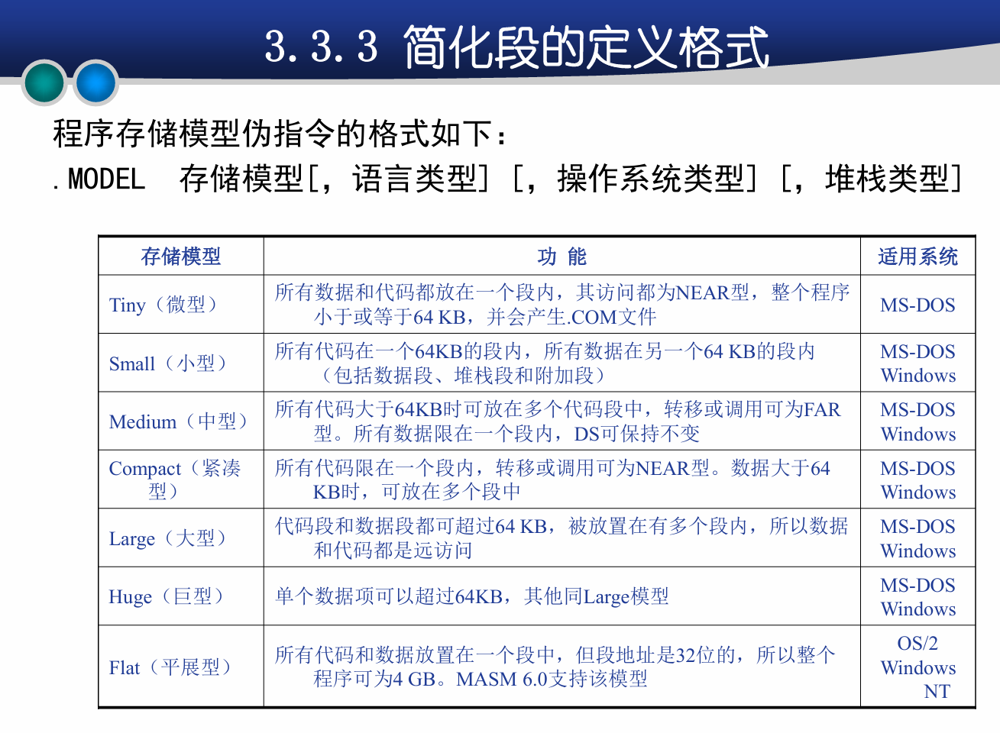 3.3.3 简化段的定义格式
程序存储模型伪指令的格式如下：
.MODEL 存储模型[，语言类型] [，操作系统类型] [，堆栈类型]
存储模型 功 能 适用系统
Tiny（微型）
所有数据和代码都放在一个段内，其访问都为NEAR型，整个程序
小于或等于64 KB，并会产生.COM文件
MS-DOS
Small（小型）
所有代码在一个64KB的段内，所有数据在另一个64 KB的段内
（包括数据段、堆栈段和附加段）
MS-DOS
Windows
Medium（中型）
所有代码大于64KB时可放在多个代码段中，转移或调用可为FAR
型。所有数据限在一个段内，DS可保持不变
MS-DOS
Windows
Compact（紧凑
型）
所有代码限在一个段内，转移或调用可为NEAR型。数据大于64
KB时，可放在多个段中
MS-DOS
Windows
Large（大型）
代码段和数据段都可超过64 KB，被放置在有多个段内，所以数据
和代码都是远访问
MS-DOS
Windows
Huge（巨型）
单个数据项可以超过64KB，其他同Large模型
MS-DOS
Windows
Flat（平展型）
所有代码和数据放置在一个段中，但段地址是32位的，所以整个
程序可为4 GB。MASM 6.0支持该模型
OS/2
Windows
NT